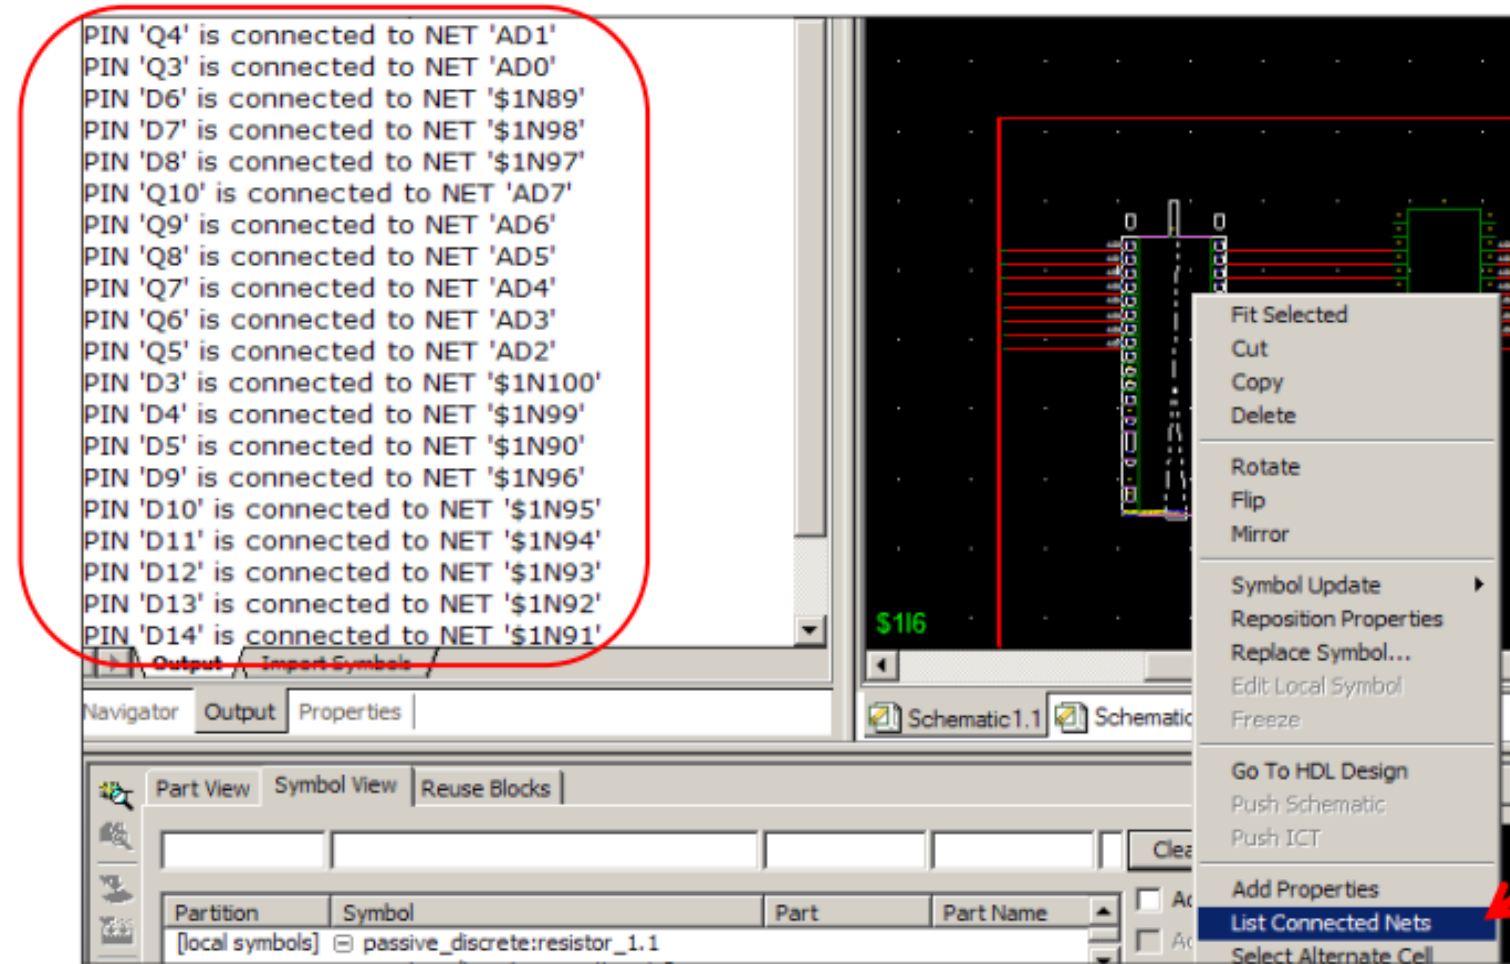 PIN 'Q4' is connected to NET 'AD1'
PIN 'Q3' is connected to NET 'AD0'
PIN 'D6' is connected to NET '$1N89'
PIN 'D7' is connected to NET '$1N98'
PIN 'D8' is connected to NET '$1N97'
PIN 'Q10' is connected to NET 'AD7'
PIN 'Q9' is connected to NET 'AD6'
PIN 'Q8' is connected to NET 'AD5'
PIN 'Q7' is connected to NET 'AD4'
PIN 'Q6' is connected to NET 'AD3'
PIN 'Q5' is connected to NET 'AD2'
PIN 'D3' is connected to NET '$1N100'
PIN 'D4' is connected to NET '$1N99'
PIN 'D5' is connected to NET '$1N90'
PIN 'D9' is connected to NET '$1N96'
PIN 'D10' is connected to NET '$1N95'
PIN 'D11' is connected to NET '$1N94'
PIN 'D12' is connected to NET '$1N93'
PIN 'D13' is connected to NET '$1N92'
PIN 'D14' is connected to NET '$1N91'
Output Import Symbols
Navigator Output Properties
$1I6
Schematic1.1 Schematic
Fit Selected
Cut
Copy
Delete
Rotate
Flip
Mirror
Symbol Update
Reposition Properties
Replace Symbol...
Edit Local Symbol
Freeze
Go To HDL Design
Push Schematic
Push ICT
Add Properties
List Connected Nets
Select Alternate Cell
Part View Symbol View Reuse Blocks
Partition Symbol Part Part Name
[local symbols] passive_discrete:resistor_1.1